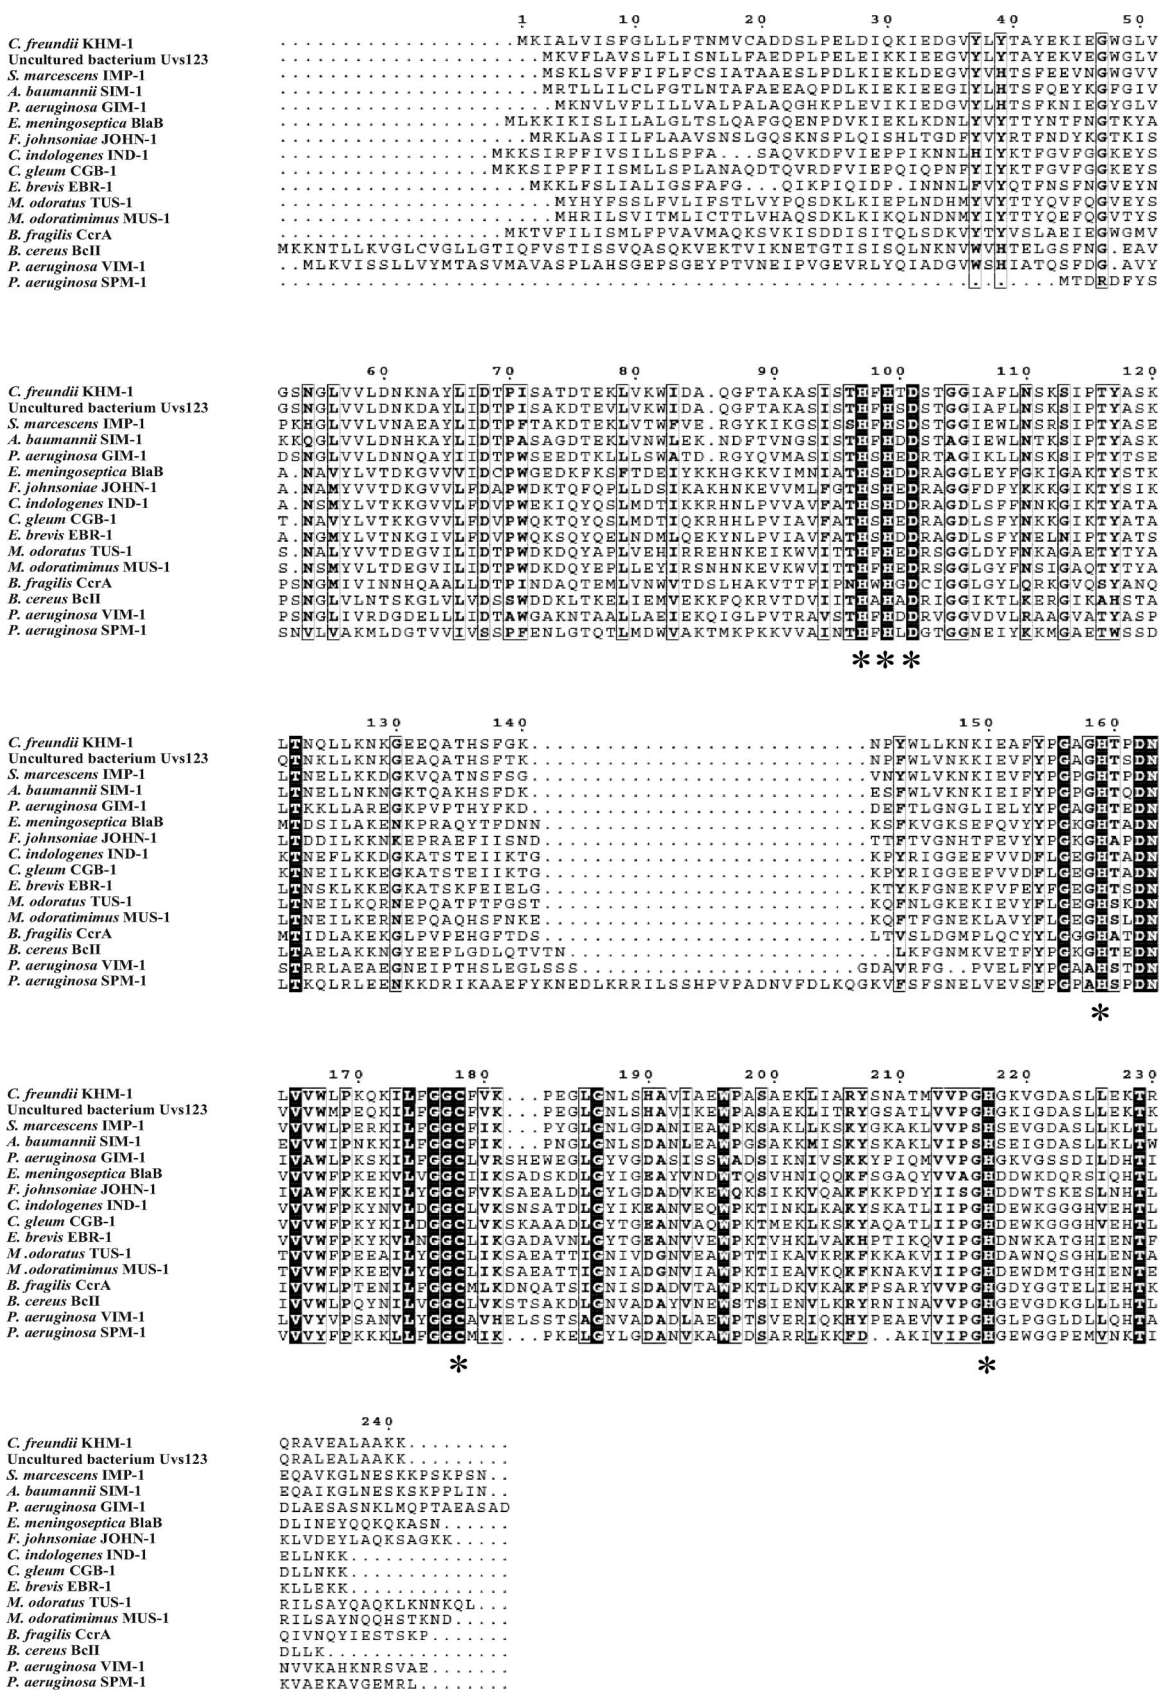 1 10 20 30 40 50
C. freundii KHM-1 ...................MKIALVISFGLLLFTNMVCADDSLPELDIQKIEDGVYLYTAYEKIEGWGLV
Uncultured bacterium Uvs123 .....................MKVFLAVSLFLISNLLFAEDPLPELKIEKIEEGVYLYTAYEKVEGWGLV
S. marcescens IMP-1 ...................MSKLSVFFIFLFCSIATAAESLPDLKIEKLDEGVYVHTSFEEVNGWGVV
A. baumannii SIM-1 .....................MRTLLILCLFGTLNTAFAEEAQPDLKIEKIEEGIYLHTSFQEYKGFGIV
P. aeruginosa GIM-1 ......................MKNVLVFLILLVALPALAQGHKPLEVIKIEDGVYLHTSFKNIEGYGLV
E. meningoseptica BlaB ..................MLKKIKISLILALGLTSLQAFGQENPDVKIEKLKDNLYVYTTYNTFNGTKYA
F. johnsoniae JOHN-1 ....................MRKLASIILFLAAVSNSLGQSKNSPLQISHLTGDFYVYRTFNDYKGTKIS
C. indologenes IND-1 .................MKKSIRFFIVSILLSPFA...SAQVKDFVIEPPIKNNLHIYKTFGVFGGKEYS
C. gleum CGB-1 .................MKKSIPFFIISMLLSPLANAQDTQVRDFVIEPQIQPNFYIYKTFGVFGGKEYS
E. brevis EBR-1 ...................MKKLFSLIALIGSFAFG...QIKPIQIDP.INNNLFVYQTFNSFNGVEYN
M. odoratus TUS-1 ......................MYHYFSSLFVLIFSTLVYPQSDKLKIEPLNDHMYVYTTYQVFQGVTYS
M. odoratimimus MUS-1 ......................MHRILSVITMLICTTLVHAQSDKLKIKQLNDNMYIYTTYQEFQGVTYS
B. fragilis CcrA ...................MKTVFILISMLFPVAVMAQKSVKISDDISITQLSDKVYTYVSLAEIEGWGMV
B. cereus BcII MKKNTLLKVGLCVGLLGTIQFVSTISSVQASQKVEKTVIKNETGTISISQLNKNVWVHTELGSFNG.EAV
P. aeruginosa VIM-1 ..MLKVISSLLVYMTASVMAVASPLAHSGEPSGEYPTVNEIPVGEVRLYQIADGVWSHIATQSFDG.AVY
P. aeruginosa SPM-1 ..............................................................MTDRDFYS
60 70 80 90 100 110 120
C. freundii KHM-1 GSNGLVVLDNKNAYLIDTPISATDTEKLVKWIDA.QGFTAKASISTHFHTDSTGGIAFLNSKSIPTYASK
Uncultured bacterium Uvs123 GSNGLVVLDNKDAYLIDTPISAKDTEVLVKWIDA.QGFTAKASISTHFHSDSTGGIAFLNSKSIPTYASK
S. marcescens IMP-1 PKHGLVVLVNAEAYLIDTPFTAKDTEKLVTWFVE.RGYKIKGSISSHFHSDSTGGIEWLNSRSIPTYASE
A. baumannii SIM-1 KKQGLVVLDNHKAYLIDTPASAGDTEKLVNWLEK.NDFTVNGSISTHFHSDSTAGIEWLNTKSIPTYASK
P. aeruginosa GIM-1 DSNGLVVLDNNQAYIIDTPWSEEDTKLLLSWATD.RGYQVMASISTHSHEDRTAGIKLLNSKSIPTYTSE
E. meningoseptica BlaB A.NAVYLVTDKGVVVIDCPWGEDKFKSFTDEIYKKHGKKVIMNIATHSHDDRAGGLEYFGKIGAKTYSTK
F. johnsoniae JOHN-1 A.NAMYVVTDKGVVLFDAPWDKTQFQPLLDSIKAKHNKEVVMLFGTHSHEDRAGGFDFYKKKGIKTYSIK
C. indologenes IND-1 A.NSMYLVTKKGVVLFDVPWEKIQYQSLMDTIKKRHNLPVVAVFATHSHDDRAGDLSFFNNKGIKTYATA
C. gleum CGB-1 T.NAVYLVTKKGVVLFDVPWQKTQYQSLMDTIQKRHHLPVIAVFATHSHEDRAGDLSFYNKKGIKTYATA
E. brevis EBR-1 A.NGMYLVTNKGIVLFDVPWQKSQYQELNDMLQEKYNLPVIAVFATHSHDDRAGDLSFYNELNIPTYATS
M. odoratus TUS-1 S.NALYVVTDEGVILIDTPWDKDQYAPLVEHIRREHNKEIKWVITTHFHEDRSGGLDYFNKAGAETYTYA
M. odoratimimus MUS-1 S.NSMYVLTDEGVILIDTPWDKDQYEPLLEYIRSNHNKEVKWVITTHFHEDRSGGLGYFNSIGAQTYTYA
B. fragilis CcrA PSNGMIVINNHQAALLDTPINDAQTEMLVNWVTDSLHAKVTTFIPNHWHGDCIGGLGYLQRKGVQSYANQ
B. cereus BcII PSNGLVLNTSKGLVLVDSSWDDKLTKELIEMVEKKFQKRVTDVIITHAHADRIGGIKTLKERGIKAHSTA
P. aeruginosa VIM-1 PSNGLIVRDGDELLLIDTAWGAKNTAALLAEIEKQIGLPVTRAVSTHFHDDRVGGVDVLRAAGVATYASP
P. aeruginosa SPM-1 SNVLVAKMLDGTVVIVSSPFENLGTQTLMDWVAKTMKPKKVVAINTHFHLDGTGGNEIYKKMGAETWSSD
* * *
130 140 150 160
C. freundii KHM-1 LTNQLLKNKGEEQATHSFGK...........................NPYWLLKNKIEAFYPGAGHTPDN
Uncultured bacterium Uvs123 QTNKLLKNKGEAQATHSFTK...........................NPFWLVKNKIEVFYPGAGHTSDN
S. marcescens IMP-1 LTNELLKKDGKVQATNSFSG...........................VNYWLVKNKIEVFYPGPGHTPDN
A. baumannii SIM-1 LTNELLNKNGKTQAKHSFDK...........................ESFWLVKNKIEIFYPGPGHTQDN
P. aeruginosa GIM-1 LTKKLLAREGKPVPTHYFKD...........................DEFTLGNGLIELYYPGAGHTEDN
E. meningoseptica BlaB MTDSILAKENKPRAQYTFDNN..........................KSFKVGKSEFQVYYPGKGHTADN
F. johnsoniae JOHN-1 LTDDILKKNKEPRAEFIISND..........................TTFTVGNHTFEVYYPGKGHAPDN
C. indologenes IND-1 KTNEFLKKDGKATSTEIIKTG..........................KPYRIGGEEFVVDFLGEGHTADN
C. gleum CGB-1 KTNEILKKEGKATSTEIIKTG..........................KPYRIGGEEFVVDFLGEGHTADN
E. brevis EBR-1 LTNSKLKKEGKATSKFEIELG..........................KTYKFGNEKFVFEYFGEGHTSDN
M. odoratus TUS-1 LTNEILKQRNEPQATFTFGST..........................KQFNLGKEKIEVYFLGEGHSKDN
M. odoratimimus MUS-1 LTNEILKERNEPQAQHSFNKE..........................KQFTFGNEKLAVYFLGEGHSLDN
B. fragilis CcrA MTIDLAKEKGLPVPEHGFTDS..........................LTVSLDGMPLQCYYLGGGHATDN
B. cereus BcII LTAELAKKNGYEEPLGDLQTVTN........................LKFGNMKVETFYPGKGHTEDN
P. aeruginosa VIM-1 STRRLAEAEGNEIPTHSLEGLSSS.......................GDAVRFG..PVELFYPGAAHSTDN
P. aeruginosa SPM-1 LTKQLRLEENKKDRIKAAEFYKNEDLKRRILSSHPVPADNVFDLKQGKVFSFSNELVEVSFPGPAHSPDN
*
170 180 190 200 210 220 230
C. freundii KHM-1 LVVWLPKQKILFGGCFVK...PEGLGNLSHAVIAEWPASAEKLIARYSNATMVVPGHGKVGDASLLEKTR
Uncultured bacterium Uvs123 VVVWMPEQKILFGGCFVK...PEGLGNLSHAVIAEWPASAEKLIARYSNATMVVPGHGKVGDASLLEKTR
S. marcescens IMP-1 VVVWLPERKILFGGCFIK...PYGLGNLGDANIEAWPKSAKLLKSKYGKAKLVVPSHSEVGDASLLKLTL
A. baumannii SIM-1 EVVWIPNKKILFGGCFIK...PNGLGNLSDANLEAWPGSAKKMISKYSKAKLVIPSHSEIGDASLLKLTW
P. aeruginosa GIM-1 IVAWLPKSKILFGGCLVRSHEWEGLGYVGDASISSWADSIKNIVSKKYPIQMVVPGHGKVGSSDILDHTI
E. meningoseptica BlaB VVVWFPKEKVLVGGCIIKSADSKDLGYIGEAYVNDWTQSVHNIQQKFSGAQYVVAGHDDWKDQRSIQHTL
F. johnsoniae JOHN-1 IVAWFKKEKILYGGCFVKSAEALDLGYLGDADVKEWQKSIKKVQAKFKKPDYIISGHDDWTSKESLNHTL
C. indologenes IND-1 VVVWFPKYNVLDGGCLVKSNSATDLGYIKEANVEQWPKTINKLKAKYSKATLIIPGHDEWKGGGHVEHTL
C. gleum CGB-1 VVVWFPKYKILDGGCLVKSKAAADLGYTGEANVAQWPKTMEKLKSKYAQATLIIPGHDEWKGGGHVEHTL
E. brevis EBR-1 VVVWFPKYKVLNGGCLIKGADAVNLGYTGEANVVEWPKTVHKLVAKHPTIKQVIPGHDNWKATGHIENTF
M .odoratus TUS-1 TVVWFPEEAILYGGCLIKSAEATTIGNIVDGNVEAWPTTIKAVKRKFKKAKVIIPGHDAWNQSGHLENTA
M .odoratimimus MUS-1 TVVWFPKEEVLYGGCLIKSAEATSIGNIADGNVIAWPKTIEAVKQKFKNAKVIIPGHDEWDMTGHIENTE
B. fragilis CcrA IVVWLPTENILFGGCMLKDNQATSIGNISDADVTAWPKTLDKVKAKFPSARYVVPGHGDYGGTELIEHTK
B. cereus BcII IVVWLPQYNILVGGCLVKSTSAKDLGNVADAYVNEWSTSIENVLKRYRNINAVVPGHGEVGDKGLLLHTL
P. aeruginosa VIM-1 LVVYVPSANVLYGGCAVHELSSTSAGNVADADLAEWPTSVERIQKHYPEAEVVIPGHGLPGGLDLLQHTA
P. aeruginosa SPM-1 VVVYFPKKKLLFGGCMIK...PKELGYLGDANVKAWPDSARRLKKFD..AKIVIPGHGEWGGPEMVNKTI
* *
240
C. freundii KHM-1 QRAVEALAAKK........
Uncultured bacterium Uvs123 QRALEALAAKK........
S. marcescens IMP-1 EQAVKGLNESKKPSKPSN..
A. baumannii SIM-1 EQAIKGLNESKSKPPLIN..
P. aeruginosa GIM-1 DLAESASNKLMQPTAEASAD
E. meningoseptica BlaB DLINEYQQKQKASN......
F. johnsoniae JOHN-1 KLVDEYLAQKSAGKK.....
C. indologenes IND-1 ELLNKK.............
C. gleum CGB-1 DLLNKK.............
E. brevis EBR-1 KLLEKK.............
M. odoratus TUS-1 RILSAYQAQKLKNNKQL...
M. odoratimimus MUS-1 RILSAYNQQHSTKND.....
B. fragilis CcrA QIVNQYIESTSKP.......
B. cereus BcII DLLK...............
P. aeruginosa VIM-1 NVVKAHKNRSVAE.......
P. aeruginosa SPM-1 KVAEKAVGEMRL........